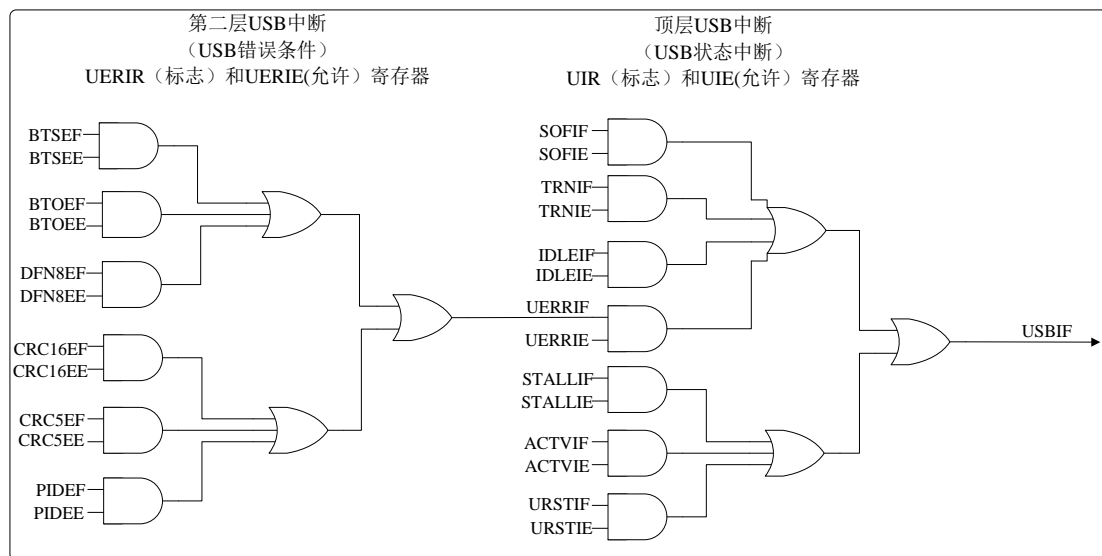 第二层USB中断
（USB错误条件）
UERIR（标志）和UERIE(允许）寄存器
BTSEF
BTSEE
BTOEF
BTOEE
DFN8EF
DFN8EE
CRC16EF
CRC16EE
CRC5EF
CRC5EE
PIDEF
PIDEE
顶层USB中断
（USB状态中断）
UIR（标志）和UIE(允许）寄存器
SOFIF
SOFIE
TRNIF
TRNIE
IDLEIF
IDLEIE
UERRIF
UERRIE
STALLIF
STALLIE
ACTVIF
ACTVIE
URSTIF
URSTIE
USBIF